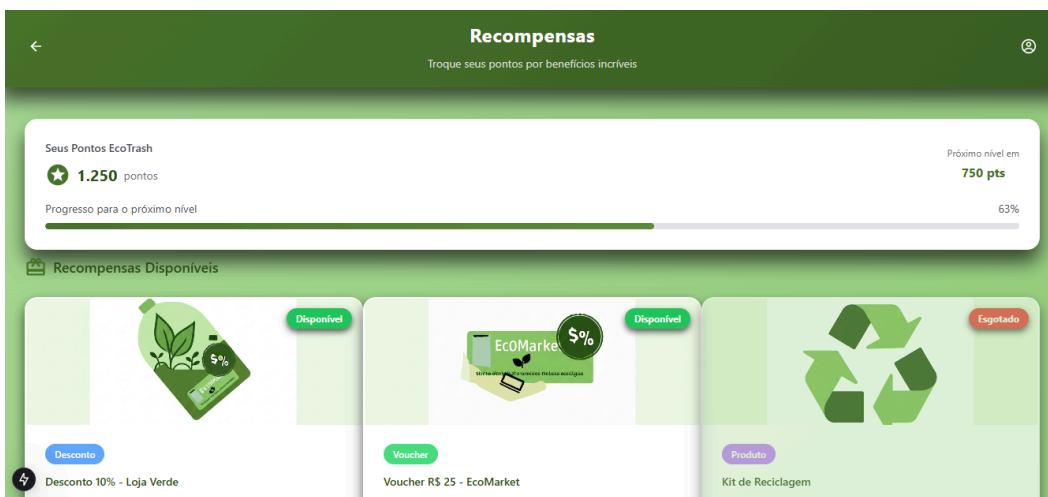 Recompensas
Troque seus pontos por benefícios incríveis
Seus Pontos EcoTrash
1.250 pontos
Próximo nível em
750 pts
Progresso para o próximo nível
63%
Recompensas Disponíveis
Disponível
$%
Desconto
Desconto 10% - Loja Verde
Disponível
$%
EcOMarke
Voucher
Voucher R$ 25 - EcoMarket
Esgotado
Produto
Kit de Reciclagem